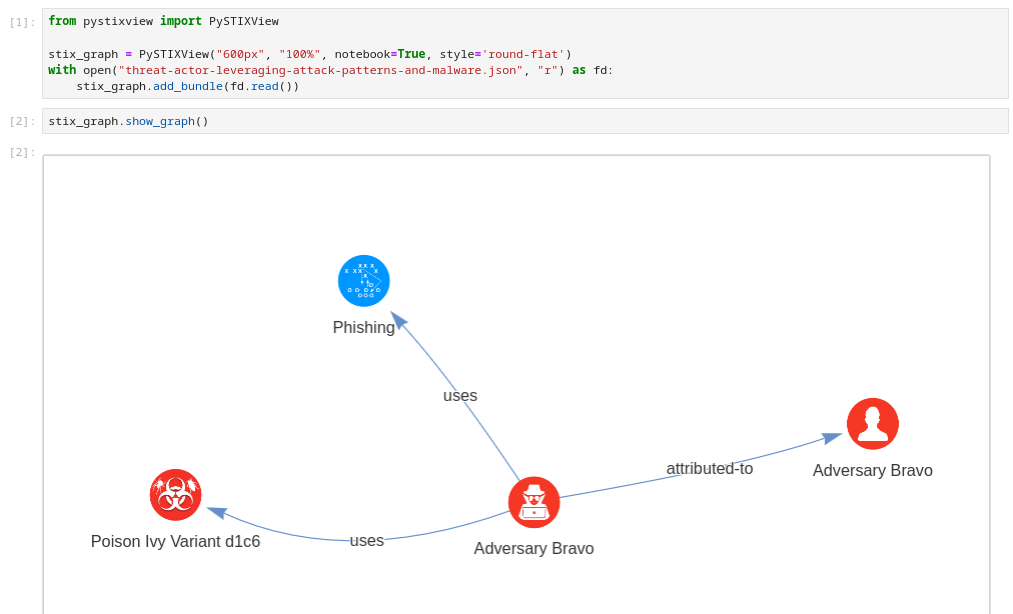 [1]:
from pystixview import PySTIXView
stix_graph = PySTIXView("600px", "100%", notebook=True, style='round-flat')
with open("threat-actor-leveraging-attack-patterns-and-malware.json", "r") as fd:
    stix_graph.add_bundle(fd.read())
[2]:
stix_graph.show_graph()
[2]:
Phishing
uses
attributed-to
Adversary Bravo
Poison Ivy Variant d1c6
uses
Adversary Bravo